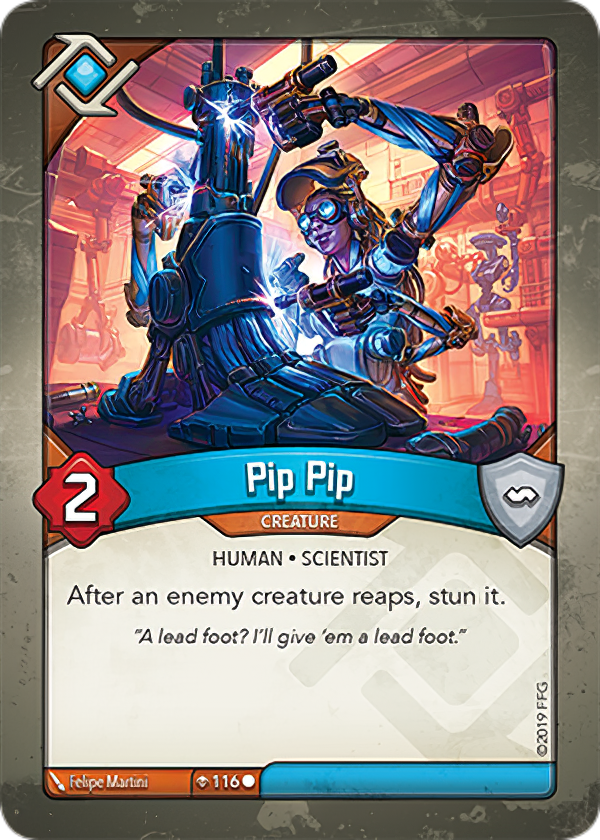 Pip Pip
2
CREATURE
HUMAN • SCIENTIST
After an enemy creature reaps, stun it.
"A lead foot? I'll give 'em a lead foot."
©2019 FFG
Felipe Martini
116